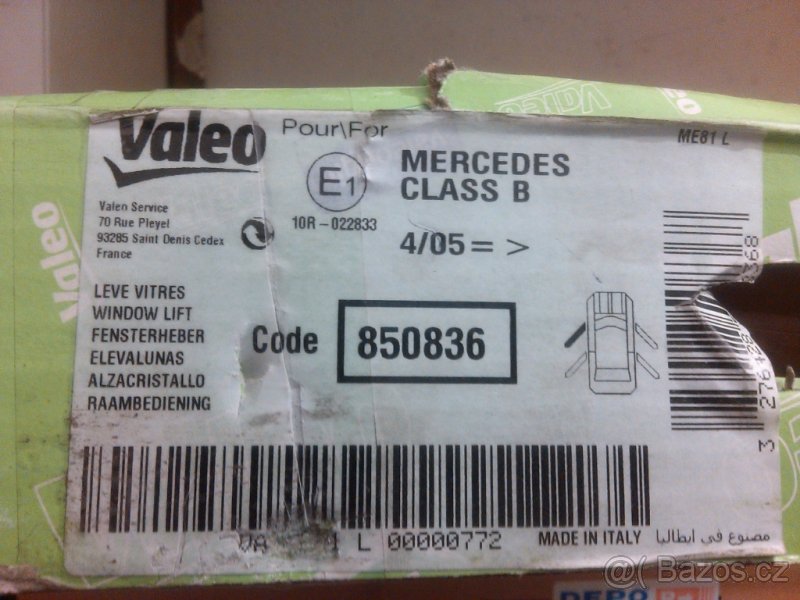 Valeo
Pour\For
ME81 L
MERCEDES
CLASS B
E1
10R-022833
4/05 = >
Valeo Service
70 Rue Pleyel
93285 Saint Denis Cedex
France
LEVE VITRES
WINDOW LIFT
FENSTERHEBER
ELEVALUNAS
ALZACRISTALLO
RAAMBEDIENING
Code
850836
L 00000772
MADE IN ITALY
مصنوع في ايطاليا
Valeo
Valeo
DEPO
@ Bazos.cz